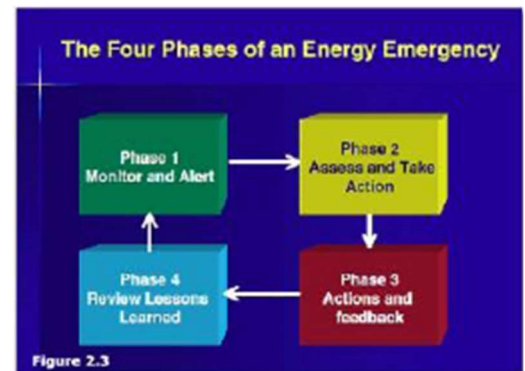 The Four Phases of an Energy Emergency
Phase 1
Monitor and Alert
Phase 2
Assess and Take
Action
Phase 3
Actions and
feedback
Phase 4
Review Lessons
Learned
Figure 2.3